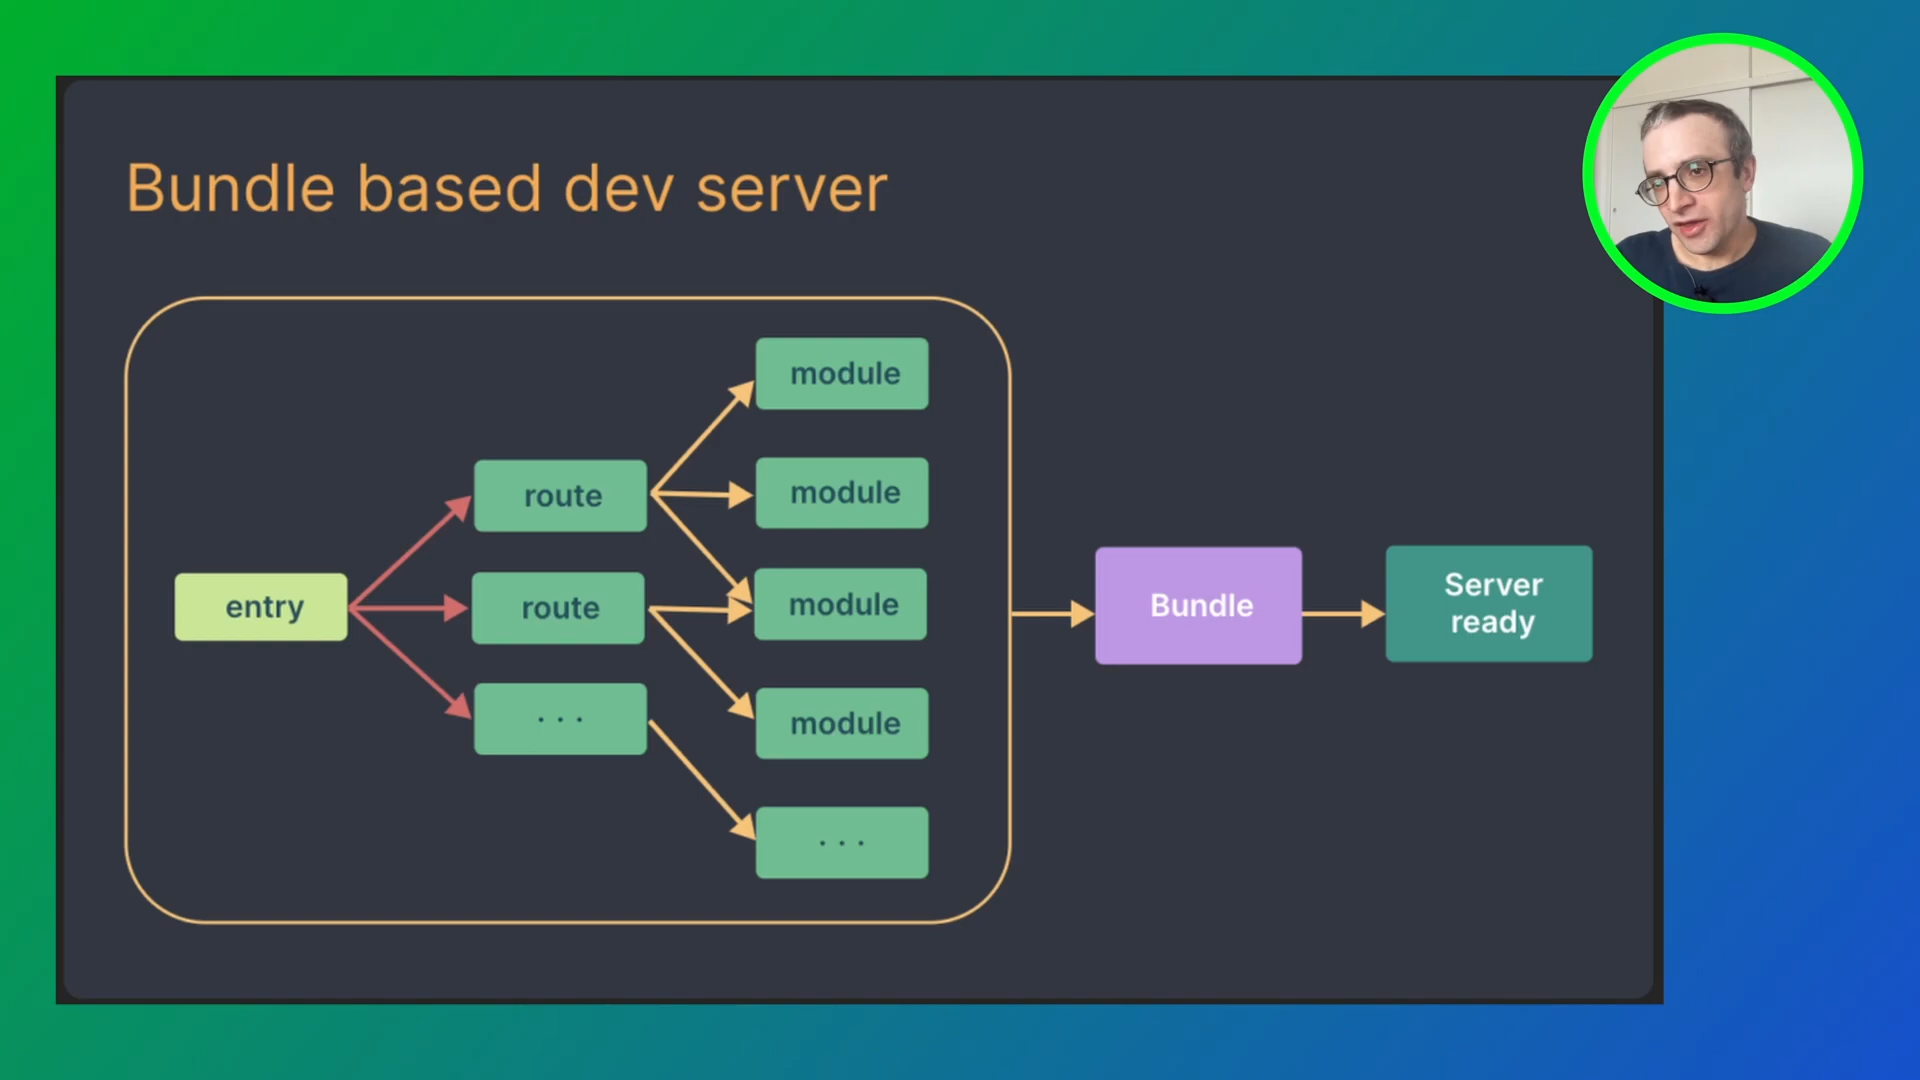 Bundle based dev server
module
route
module
entry
route
module
· · ·
module
· · ·
Bundle
Server
ready